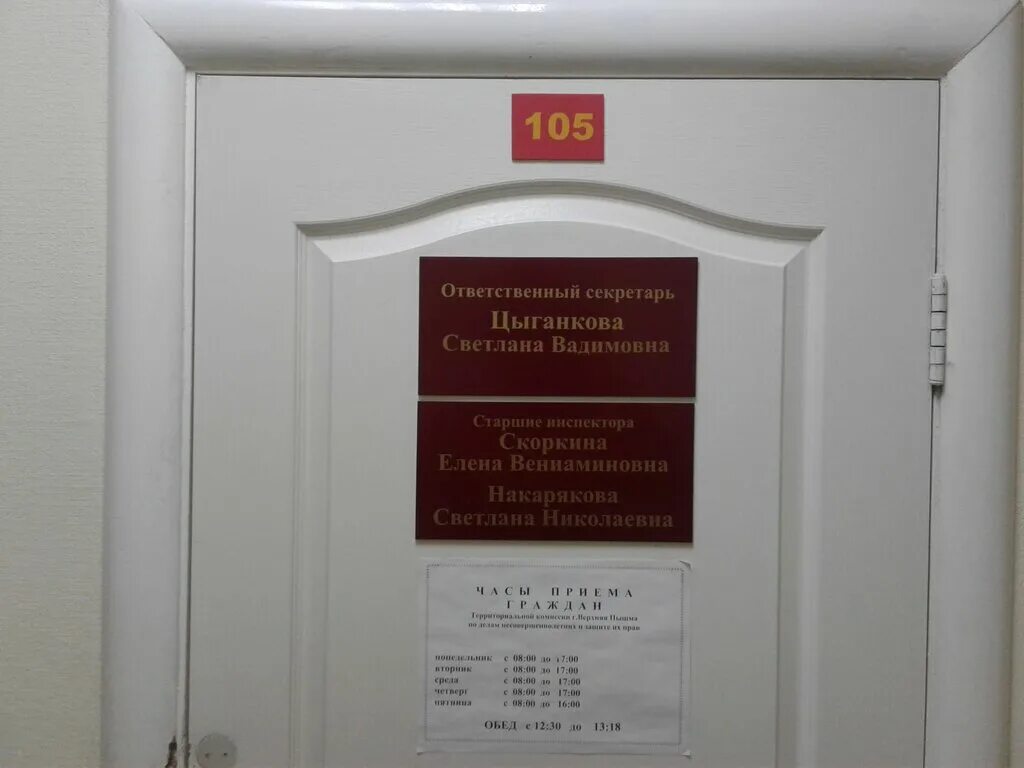 105
Ответственный секретарь
Цыганкова
Светлана Вадимовна
Старшие инспектора
Скоркина
Елена Вениаминовна
Накарякова
Светлана Николаевна
ЧАСЫ ПРИЕМА
ГРАЖДАН
Территориальной комиссии г.Верхняя Пышма
по делам несовершеннолетних и защите их прав
понедельник с 08:00 до 17:00
вторник с 08:00 до 17:00
среда с 08:00 до 17:00
четверг с 08:00 до 17:00
пятница с 08:00 до 16:00
ОБЕД с 12:30 до 13:18